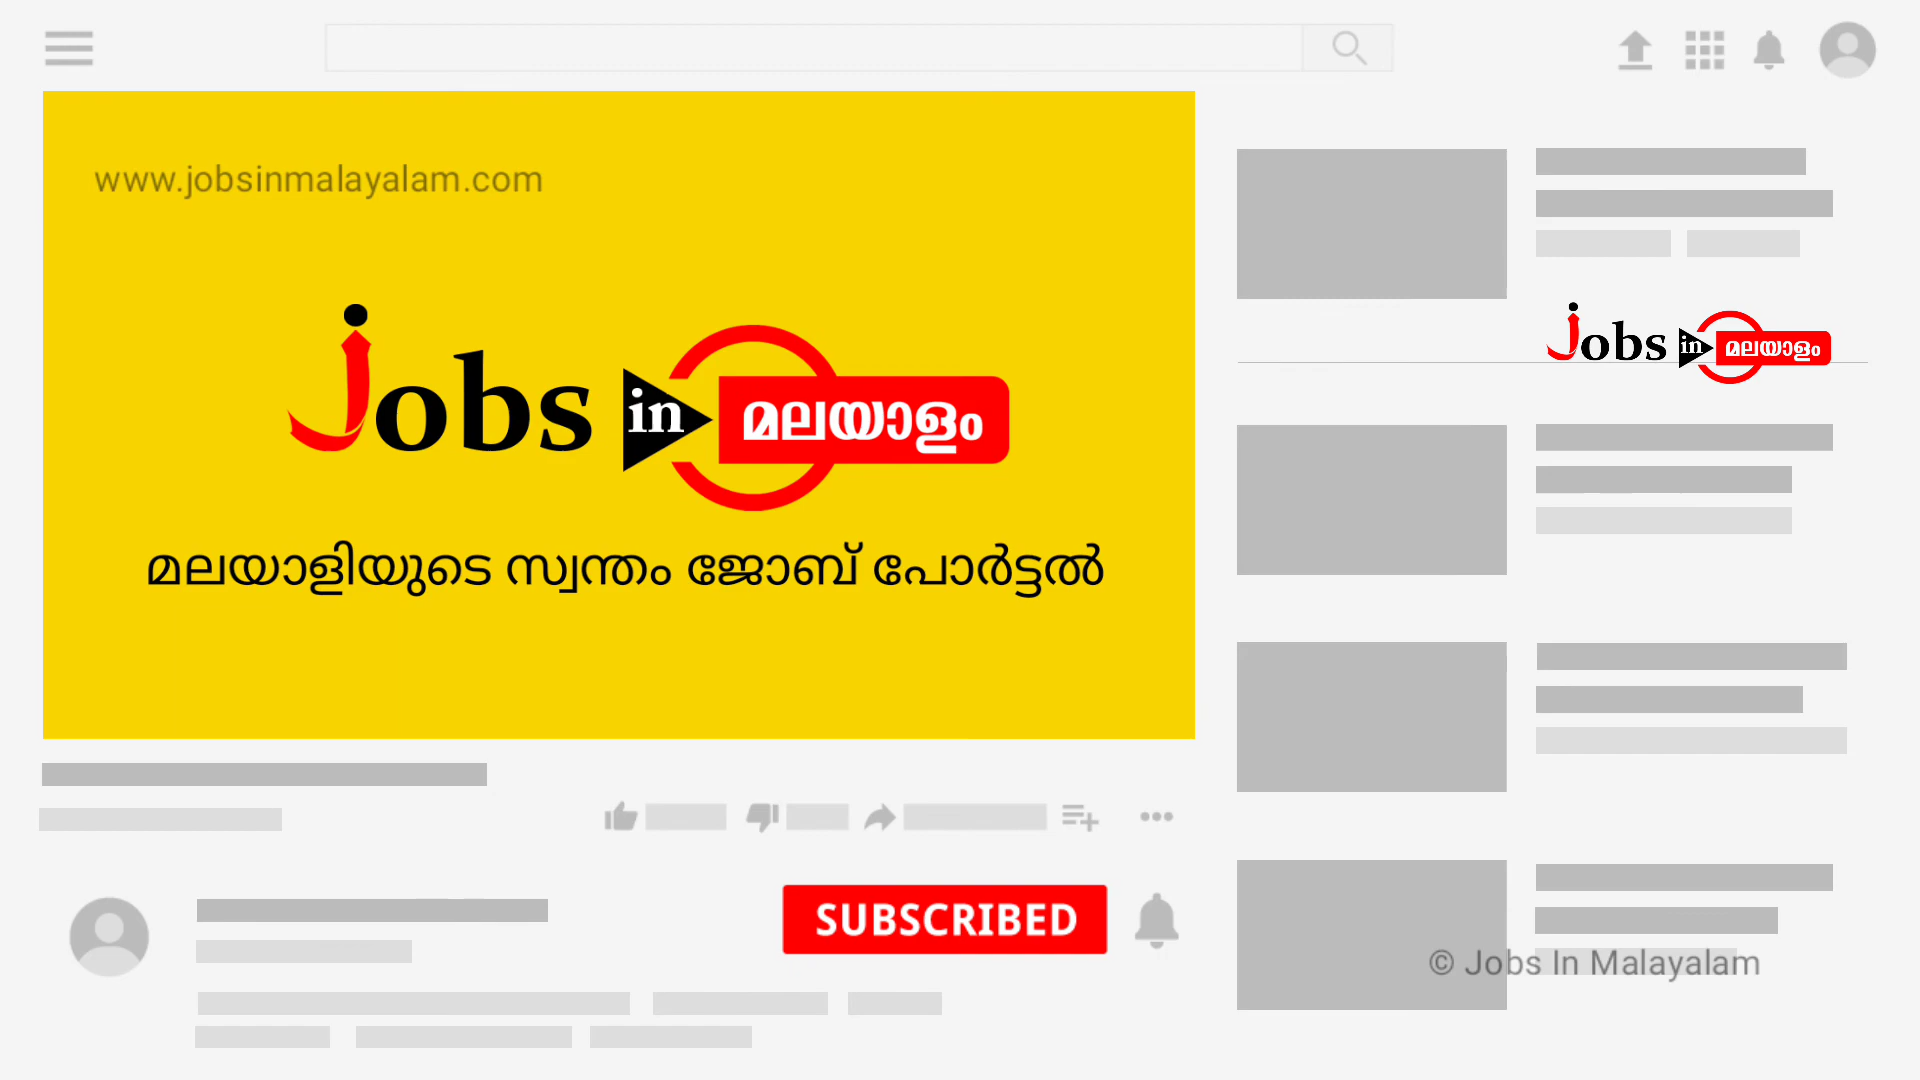 www.jobsinmalayalam.com
Jobs in മലയാളം
മലയാളിയുടെ സ്വന്തം ജോബ് പോർട്ടൽ
Jobs in മലയാളം
SUBSCRIBED
© Jobs In Malayalam